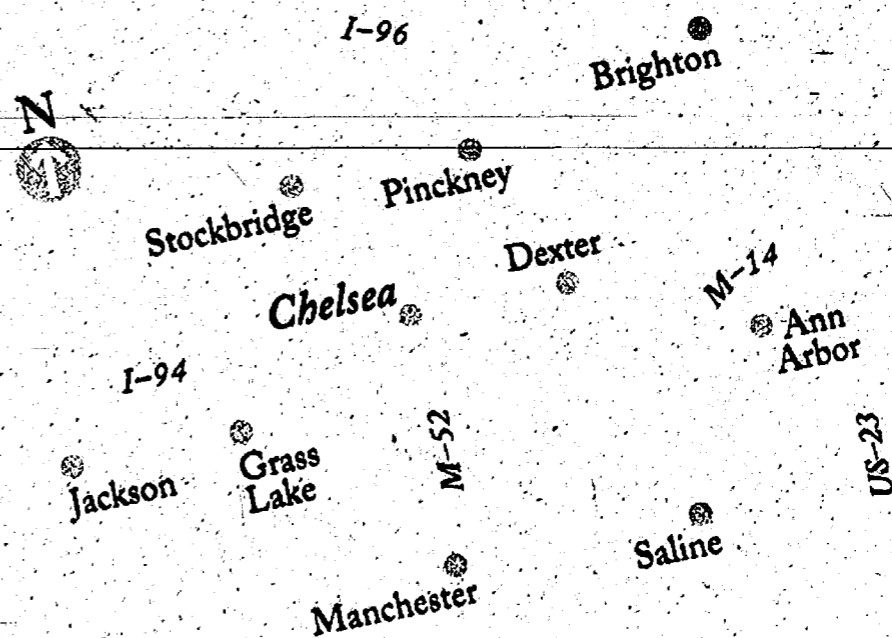 I-96
Brighton
N
Pinckney
Stockbridge
Dexter
M-14
Chelsea
Ann
Arbor
I-94
M-52
US-23
Grass
Lake
Jackson
Saline
Manchester